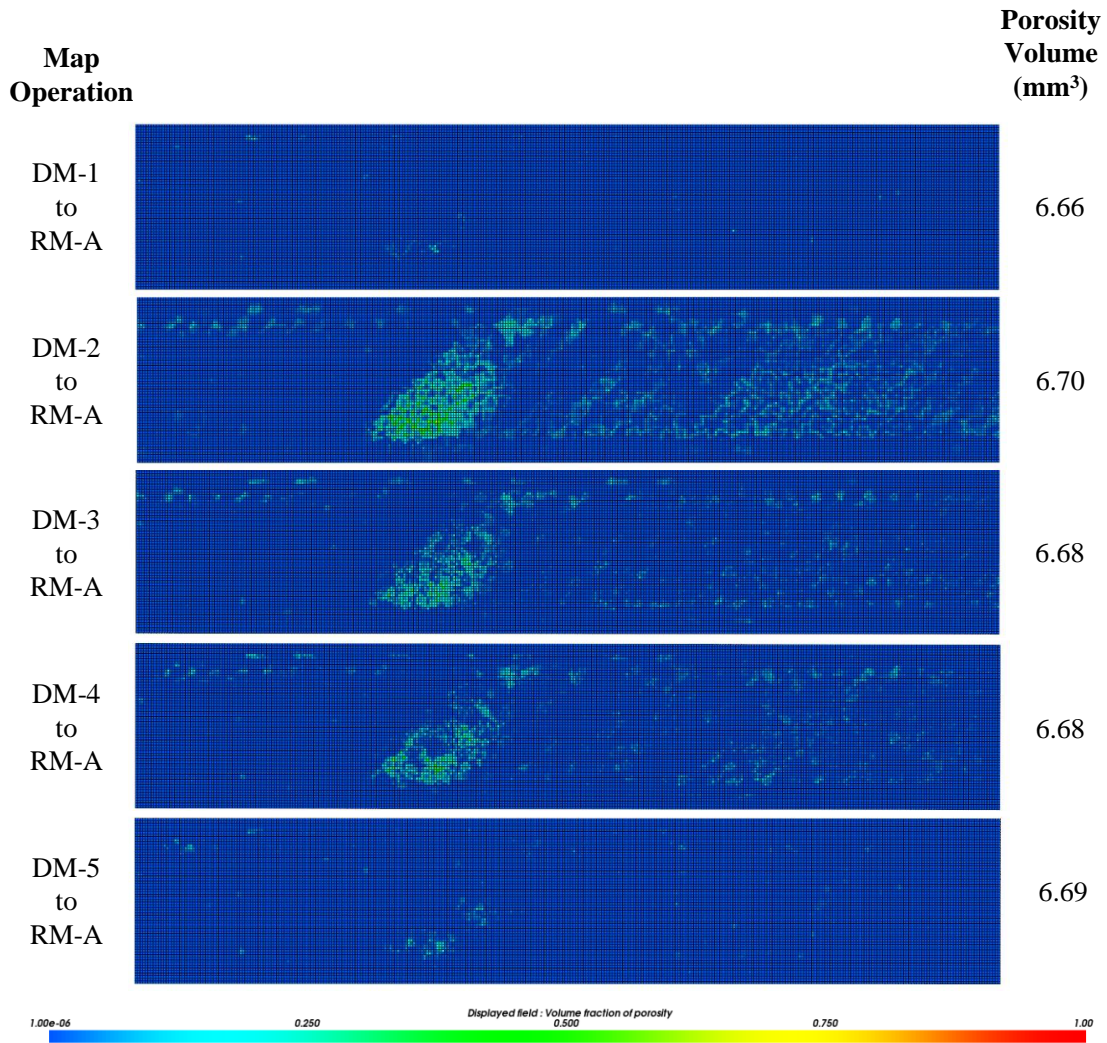 Map
Operation
Porosity
Volume
(mm³)
DM-1
to
RM-A
6.66
DM-2
to
RM-A
6.70
DM-3
to
RM-A
6.68
DM-4
to
RM-A
6.68
DM-5
to
RM-A
6.69
Displayed field : Volume fraction of porosity
1.00e-06 0.250 0.500 0.750 1.00